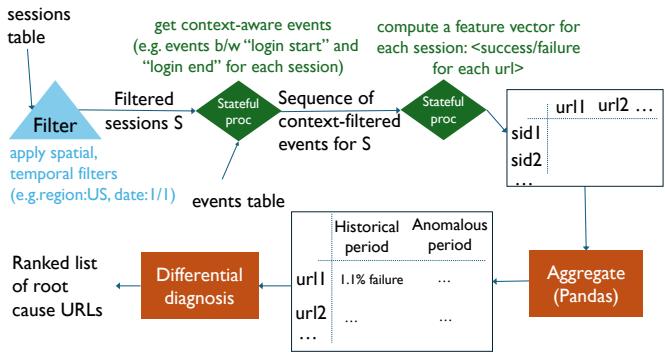 sessions
table
get context-aware events
(e.g. events b/w “login start” and
“login end” for each session)
compute a feature vector for
each session: <success/failure
for each url>
Filter
Filtered
sessions S
Stateful
proc
Sequence of
context-filtered
events for S
Stateful
proc
url1 url2 ...
sid1
sid2
...
apply spatial,
temporal filters
(e.g.region:US, date:1/1)
events table
Historical
period
Anomalous
period
url1 1.1% failure ...
url2 ... ...
...
Aggregate
(Pandas)
Differential
diagnosis
Ranked list
of root
cause URLs